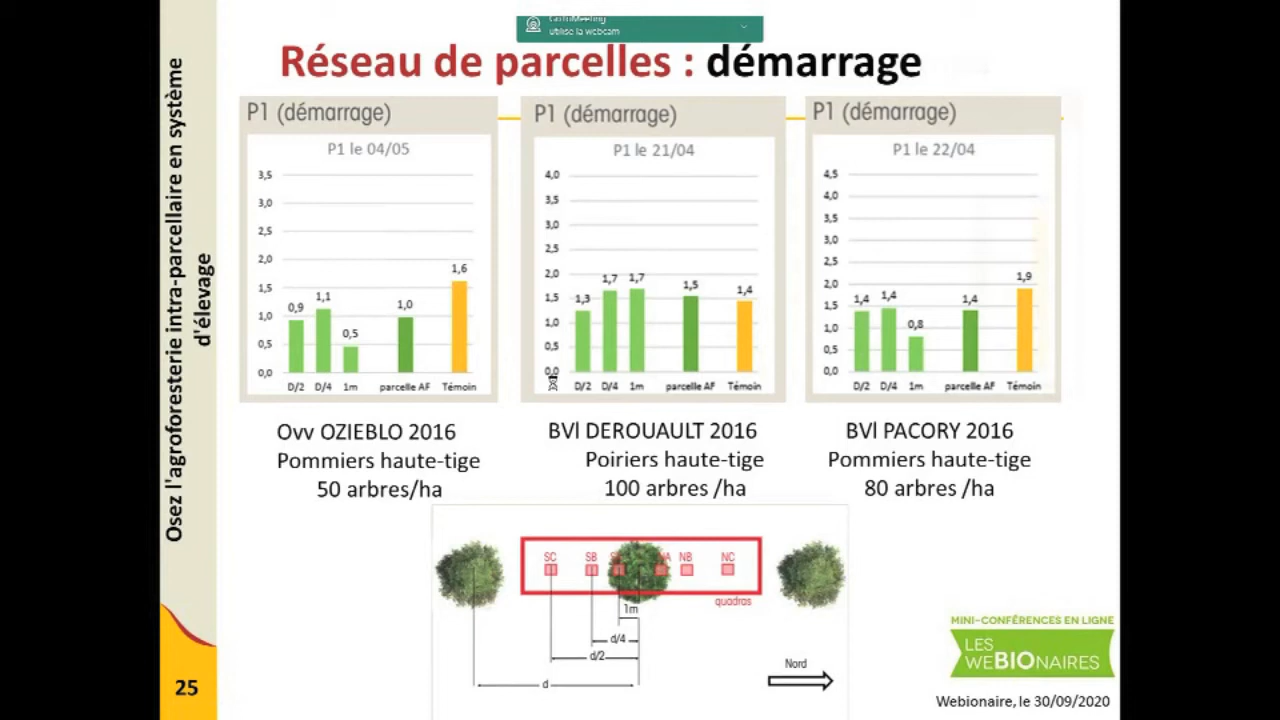 utilise la webcam
Réseau de parcelles : démarrage
Osez l'agroforesterie intra-parcellaire en système
d'élevage
P1 (démarrage)
P1 le 04/05
3,5
3,0
2,5
2,0
1,5
1,0
0,5
0,0
0,9
1,1
0,5
1,0
1,6
D/2 D/4 1m parcelle AF Témoin
P1 (démarrage)
P1 le 21/04
4,0
3,5
3,0
2,5
2,0
1,5
1,0
0,5
0,0
1,3
1,7
1,7
1,5
1,4
D/2 D/4 1m parcelle AF Témoin
P1 (démarrage)
P1 le 22/04
4,5
4,0
3,5
3,0
2,5
2,0
1,5
1,0
0,5
0,0
1,4
1,4
0,8
1,4
1,9
D/2 D/4 1m parcelle AF Témoin
Ovv OZIEBLO 2016
Pommiers haute-tige
50 arbres/ha
BVl DEROUAULT 2016
Poiriers haute-tige
100 arbres /ha
BVl PACORY 2016
Pommiers haute-tige
80 arbres /ha
SC SB NB NC
quadras
1m
d/4
d/2
d
Nord
MINI-CONFÉRENCES EN LIGNE
LES
WEBIONAIRES
Webionaire, le 30/09/2020
25